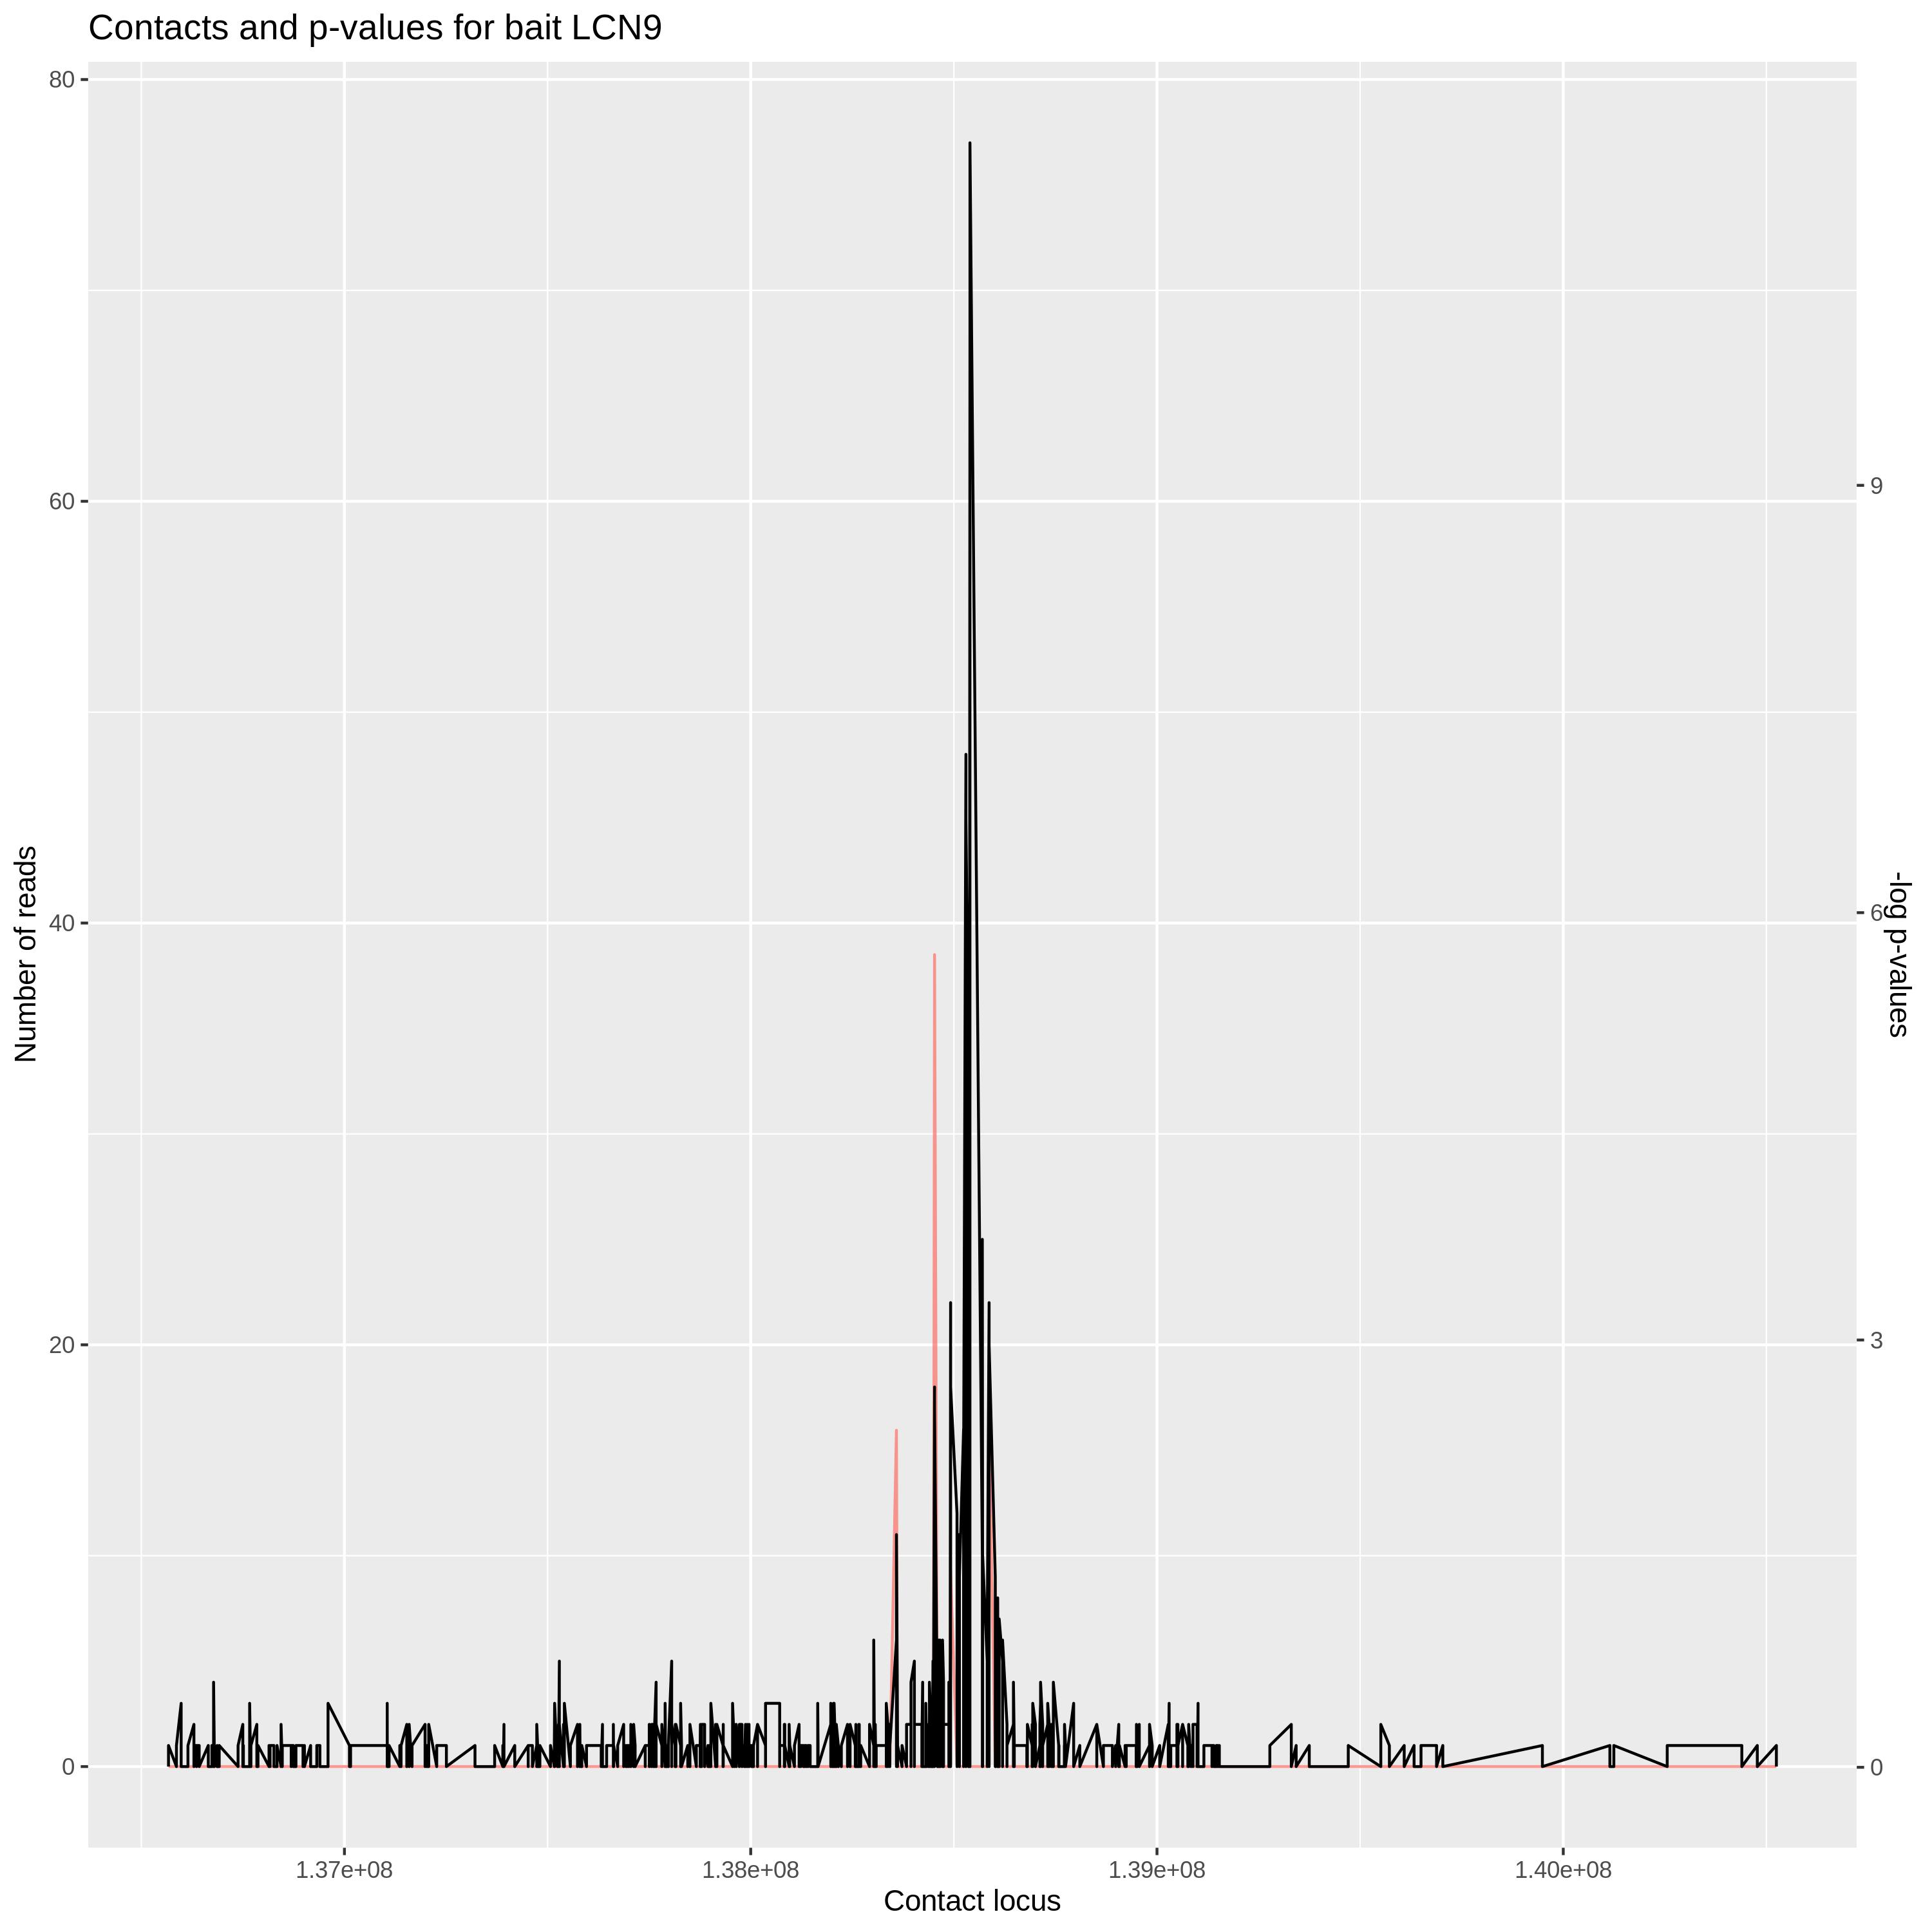 Contacts and p-values for bait LCN9
80
60
40
20
0
Number of reads
9
6
3
0
-log p-values
1.37e+08
1.38e+08
1.39e+08
1.40e+08
Contact locus